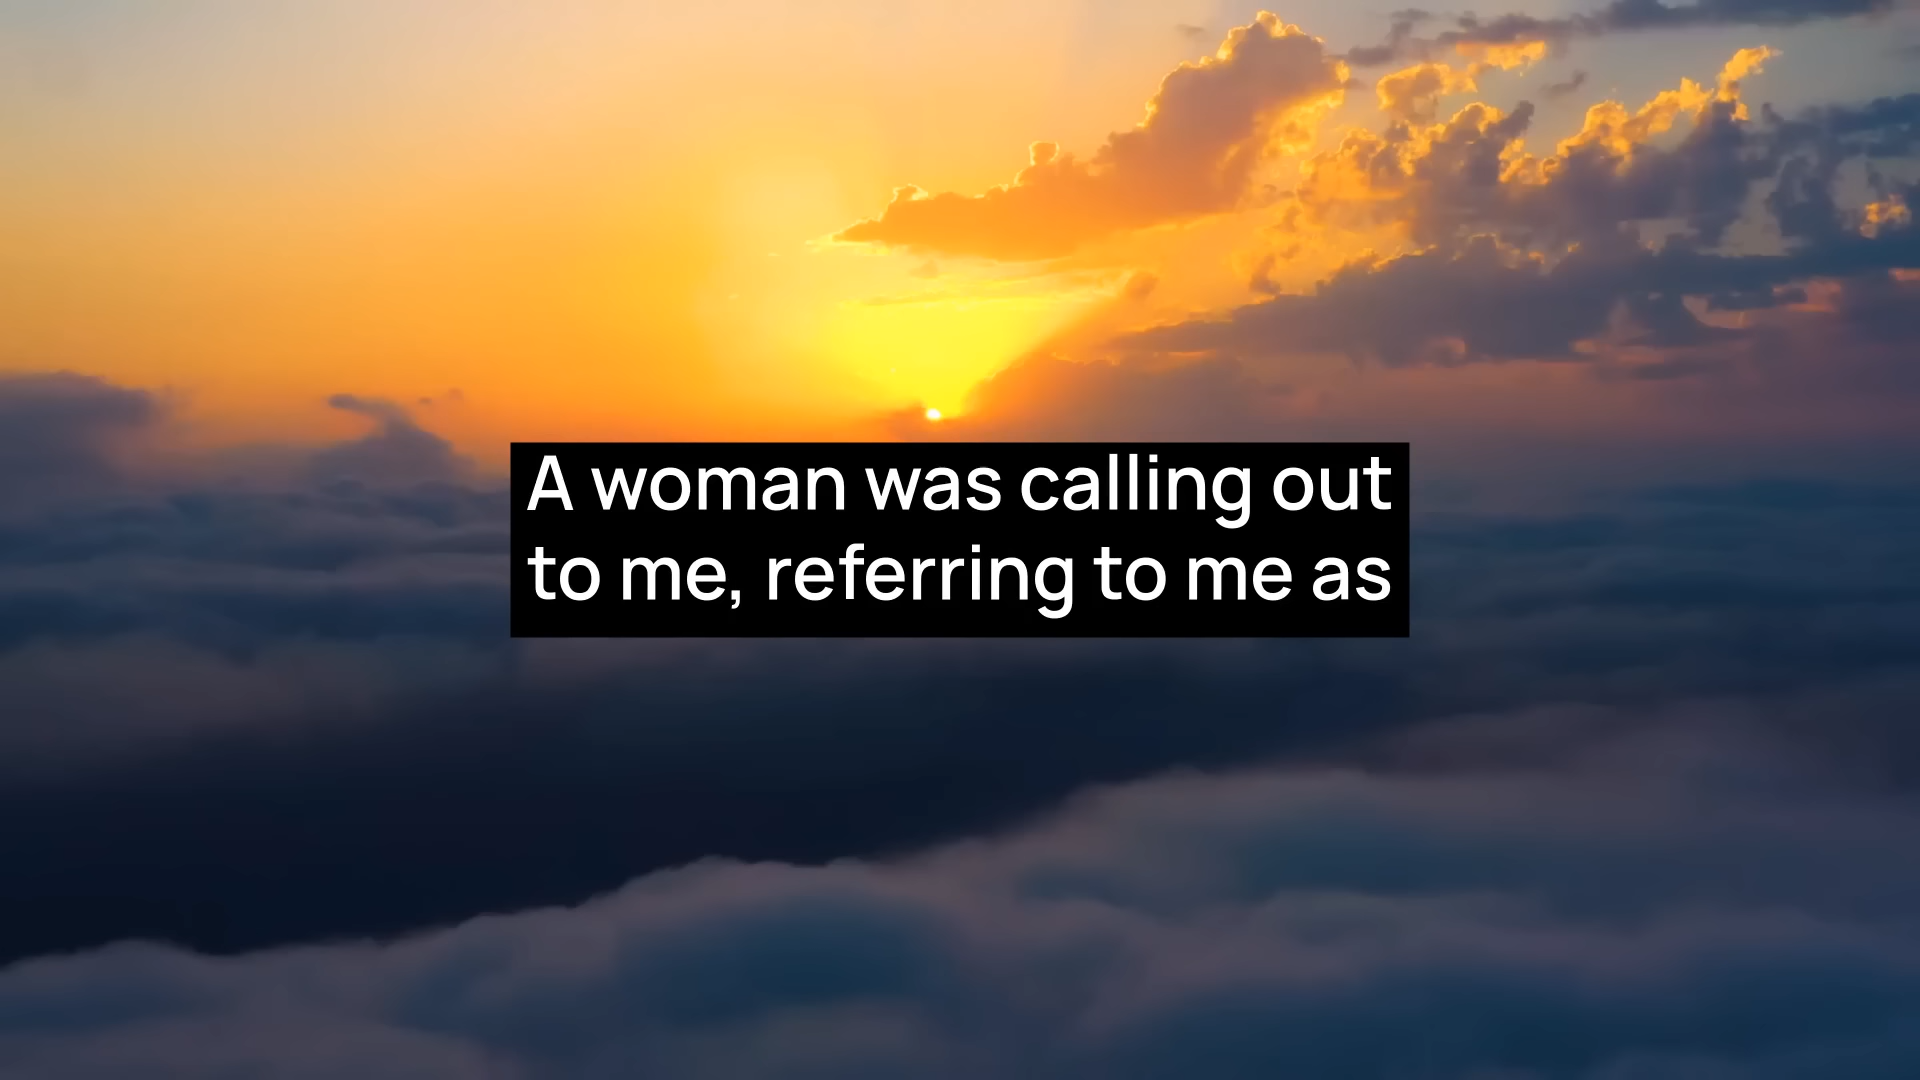 A woman was calling out
to me, referring to me as